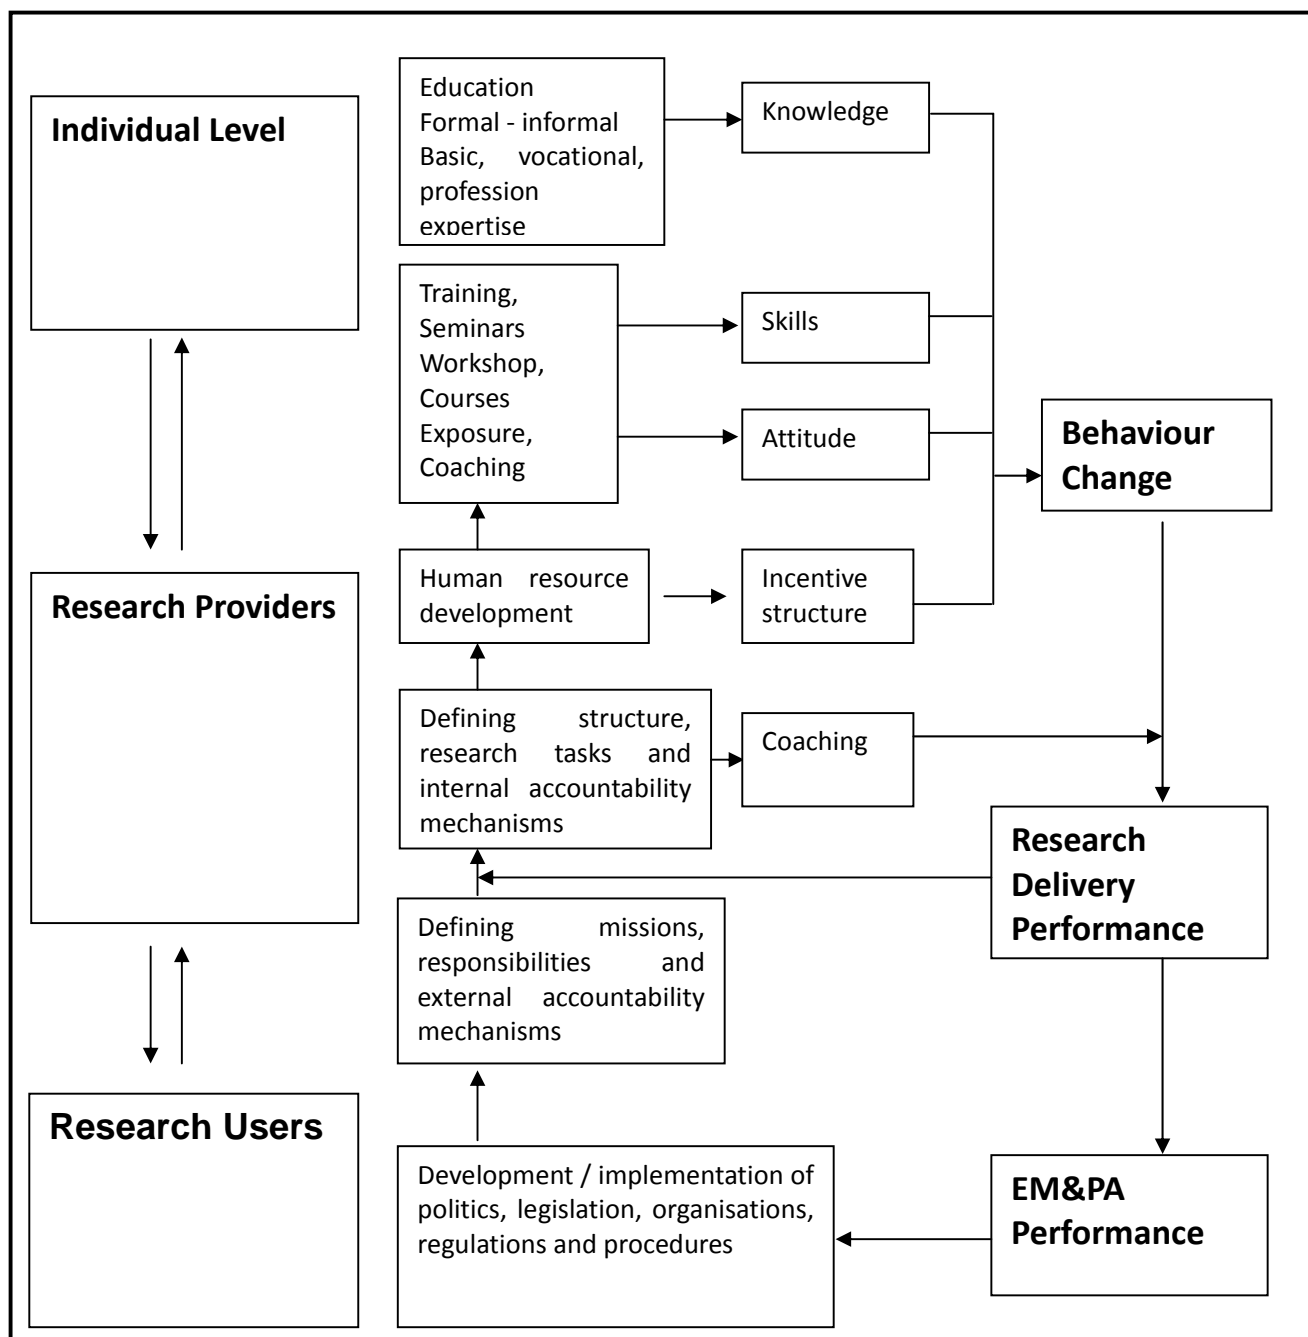 Individual Level
Education
Formal - informal
Basic, vocational,
profession
expertise
Knowledge
Training,
Seminars
Workshop,
Courses
Exposure,
Coaching
Skills
Attitude
Behaviour
Change
Research Providers
Human resource
development
Incentive
structure
Defining structure,
research tasks and
internal accountability
mechanisms
Coaching
Research
Delivery
Performance
Defining missions,
responsibilities and
external accountability
mechanisms
Research Users
Development / implementation of
politics, legislation, organisations,
regulations and procedures
EM&PA
Performance